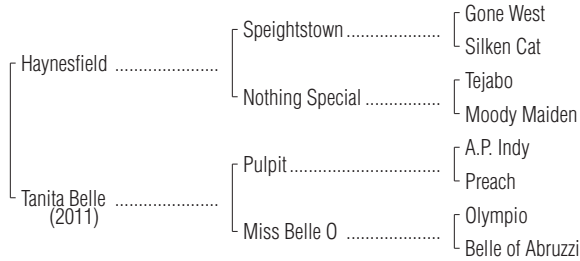 Gone West
Speightstown
Silken Cat
Haynesfield
Tejabo
Nothing Special
Moody Maiden
A.P. Indy
Pulpit
Preach
Tanita Belle
(2011)
Olympio
Miss Belle O
Belle of Abruzzi